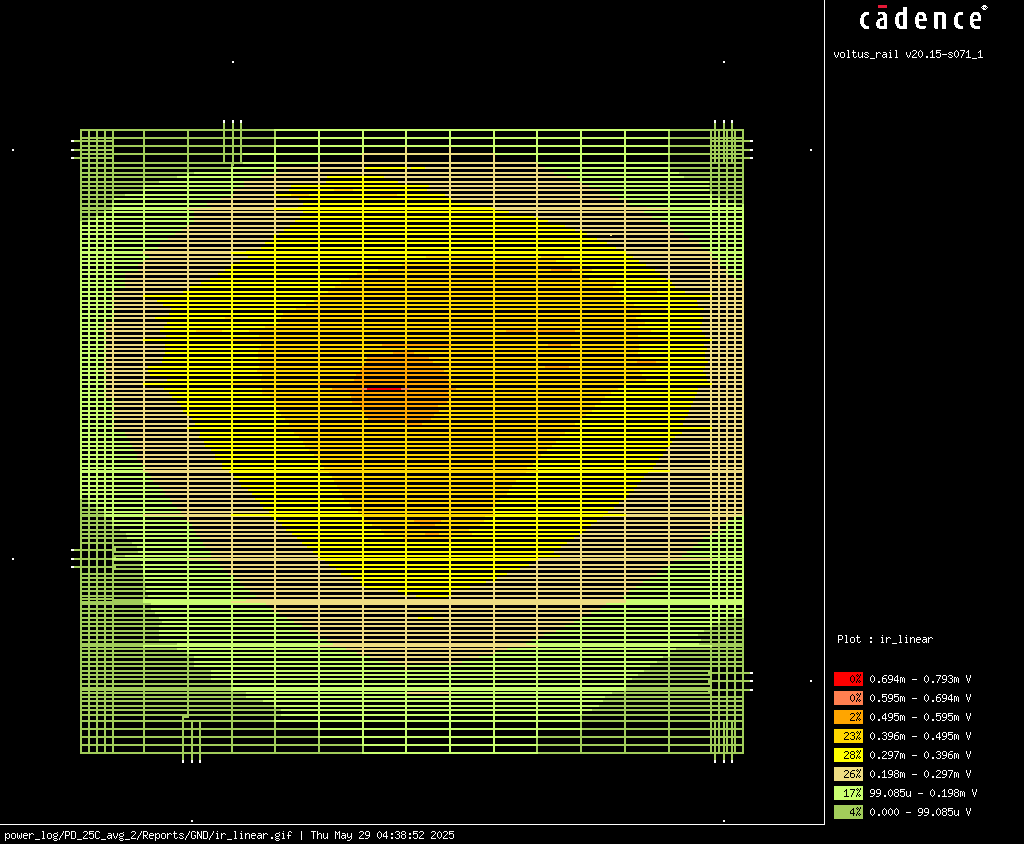 cadence®
voltus_rail v20.15-s071_1
Plot : ir_linear
0% 0.694m - 0.793m V
0% 0.595m - 0.694m V
2% 0.495m - 0.595m V
23% 0.396m - 0.495m V
28% 0.297m - 0.396m V
26% 0.198m - 0.297m V
17% 99.085u - 0.198m V
4% 0.000 - 99.085u V
power_log/PD_25C_avg_2/Reports/GND/ir_linear.gif | Thu May 29 04:38:52 2025